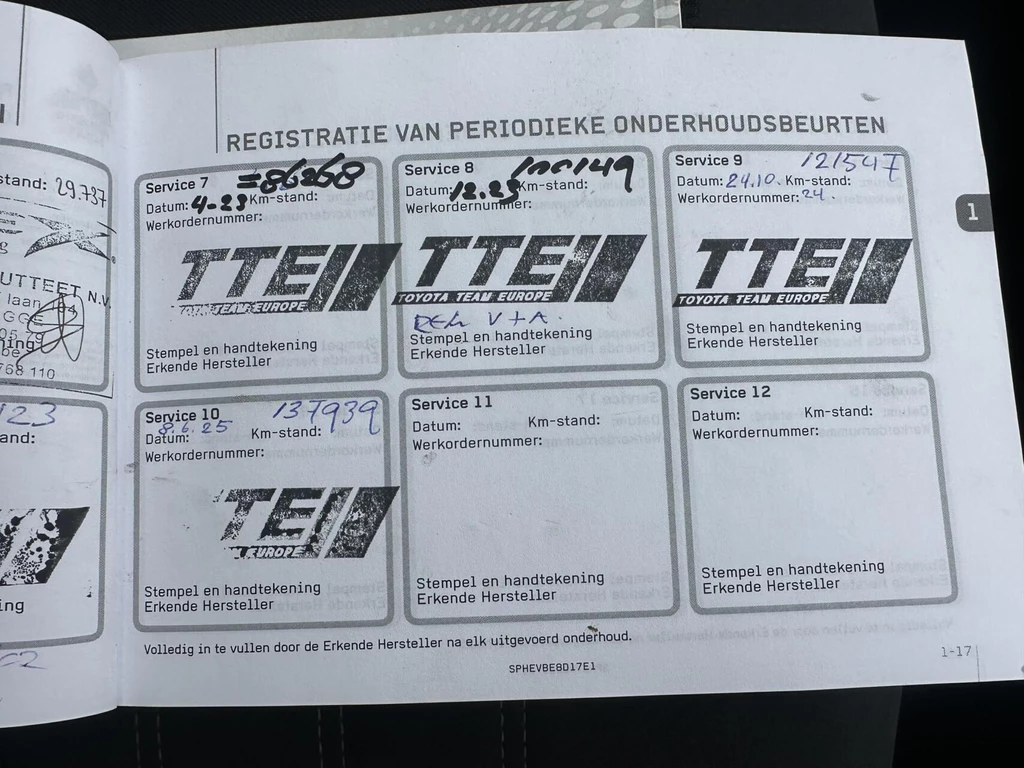 stand: 29.737
UTTEET N.V.
laan
GGE
768 110
123
and:
ing
REGISTRATIE VAN PERIODIEKE ONDERHOUDSBEURTEN
1
Service 7 =86268
Datum: 4-23 Km-stand:
Werkordernummer:
TTE
TEAM EUROPE
Stempel en handtekening
Erkende Hersteller
Service 8 100149
Datum: 12.23 Km-stand:
Werkordernummer:
TTE
TOYOTA TEAM EUROPE
REM V+A.
Stempel en handtekening
Erkende Hersteller
Service 9 121547
Datum: 24.10. Km-stand:
Werkordernummer: 24.
TTE
TOYOTA TEAM EUROPE
Stempel en handtekening
Erkende Hersteller
Service 10 137939
Datum: 8.6.25 Km-stand:
Werkordernummer:
TE
EUROPE
Stempel en handtekening
Erkende Hersteller
Service 11
Datum: Km-stand:
Werkordernummer:
Stempel en handtekening
Erkende Hersteller
Service 12
Datum: Km-stand:
Werkordernummer:
Stempel en handtekening
Erkende Hersteller
Volledig in te vullen door de Erkende Hersteller na elk uitgevoerd onderhoud.
SPHEVBE8D17E1
1-17